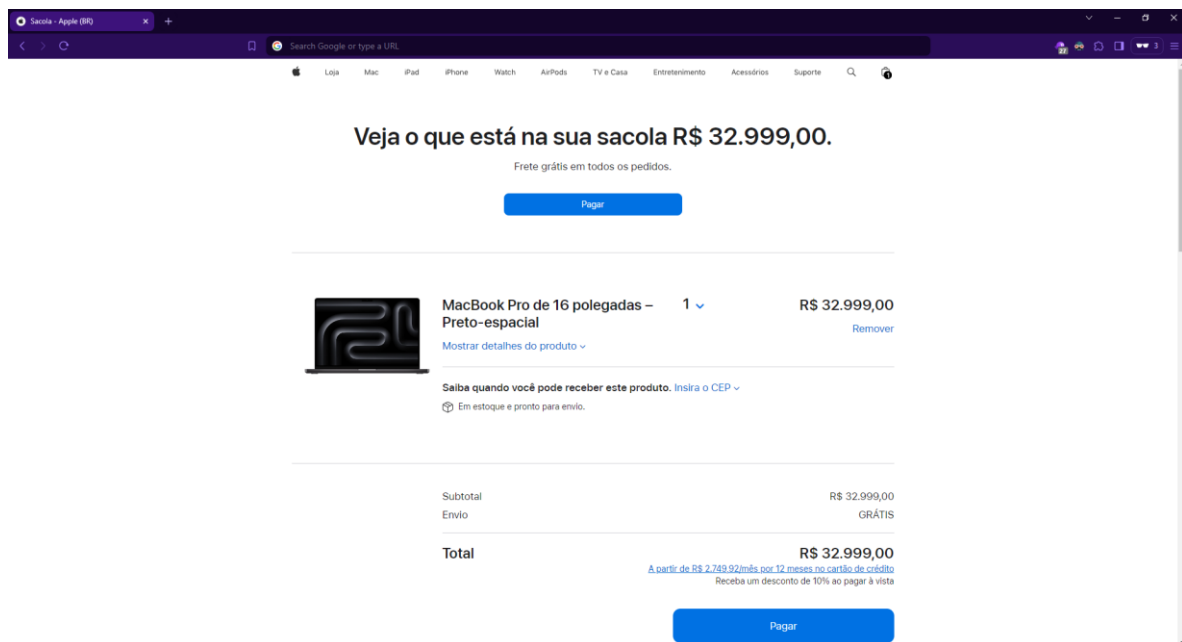 Sacola - Apple (BR)
Search Google or type a URL
27
3
Loja Mac iPad iPhone Watch AirPods TV e Casa Entretenimento Acessórios Suporte 1
Veja o que está na sua sacola R$ 32.999,00.
Frete grátis em todos os pedidos.
Pagar
MacBook Pro de 16 polegadas – 1 R$ 32.999,00
Preto-espacial
Remover
Mostrar detalhes do produto
Saiba quando você pode receber este produto. Insira o CEP
Em estoque e pronto para envio.
Subtotal R$ 32.999,00
Envio GRÁTIS
Total R$ 32.999,00
A partir de R$ 2.749,92/mês por 12 meses no cartão de crédito
Receba um desconto de 10% ao pagar à vista
Pagar